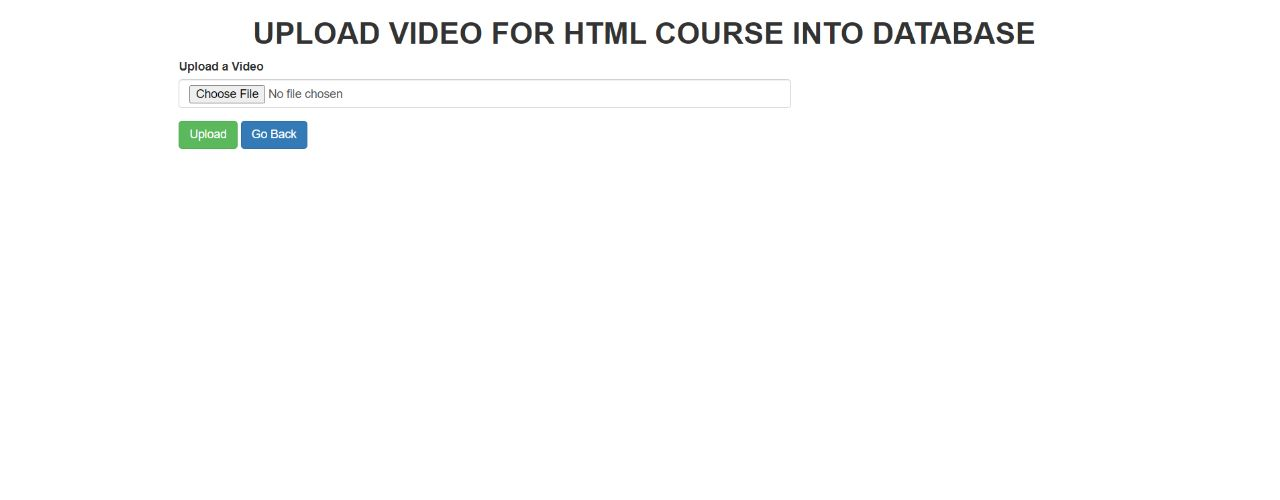 UPLOAD VIDEO FOR HTML COURSE INTO DATABASE
Upload a Video
Choose File No file chosen
Upload Go Back